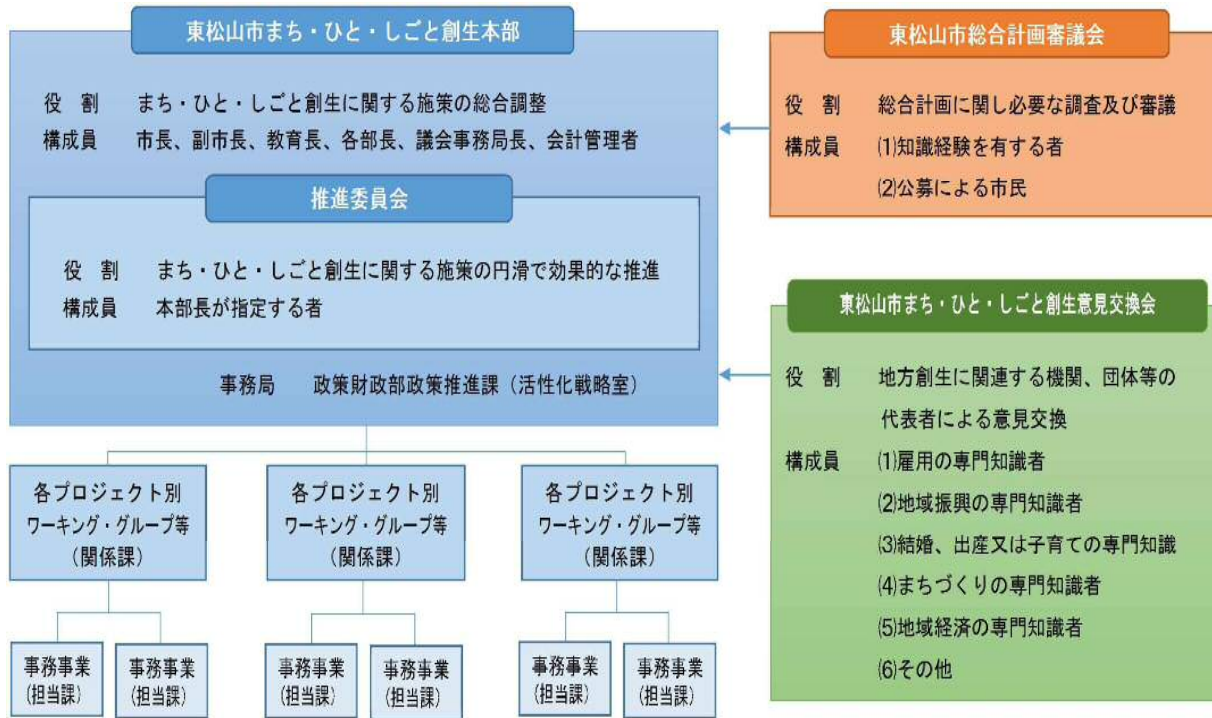 東松山市まち・ひと・しごと創生本部
役　割　まち・ひと・しごと創生に関する施策の総合調整
構成員　市長、副市長、教育長、各部長、議会事務局長、会計管理者
推進委員会
役　割　まち・ひと・しごと創生に関する施策の円滑で効果的な推進
構成員　本部長が指定する者
事務局　政策財政部政策推進課（活性化戦略室）
各プロジェクト別
ワーキング・グループ等
（関係課）
各プロジェクト別
ワーキング・グループ等
（関係課）
各プロジェクト別
ワーキング・グループ等
（関係課）
事務事業
(担当課)
事務事業
(担当課)
事務事業
(担当課)
事務事業
(担当課)
事務事業
(担当課)
事務事業
(担当課)
東松山市総合計画審議会
役　割　総合計画に関し必要な調査及び審議
構成員　⑴知識経験を有する者
⑵公募による市民
東松山市まち・ひと・しごと創生意見交換会
役　割　地方創生に関連する機関、団体等の
代表者による意見交換
構成員　⑴雇用の専門知識者
⑵地域振興の専門知識者
⑶結婚、出産又は子育ての専門知識
⑷まちづくりの専門知識者
⑸地域経済の専門知識者
⑹その他